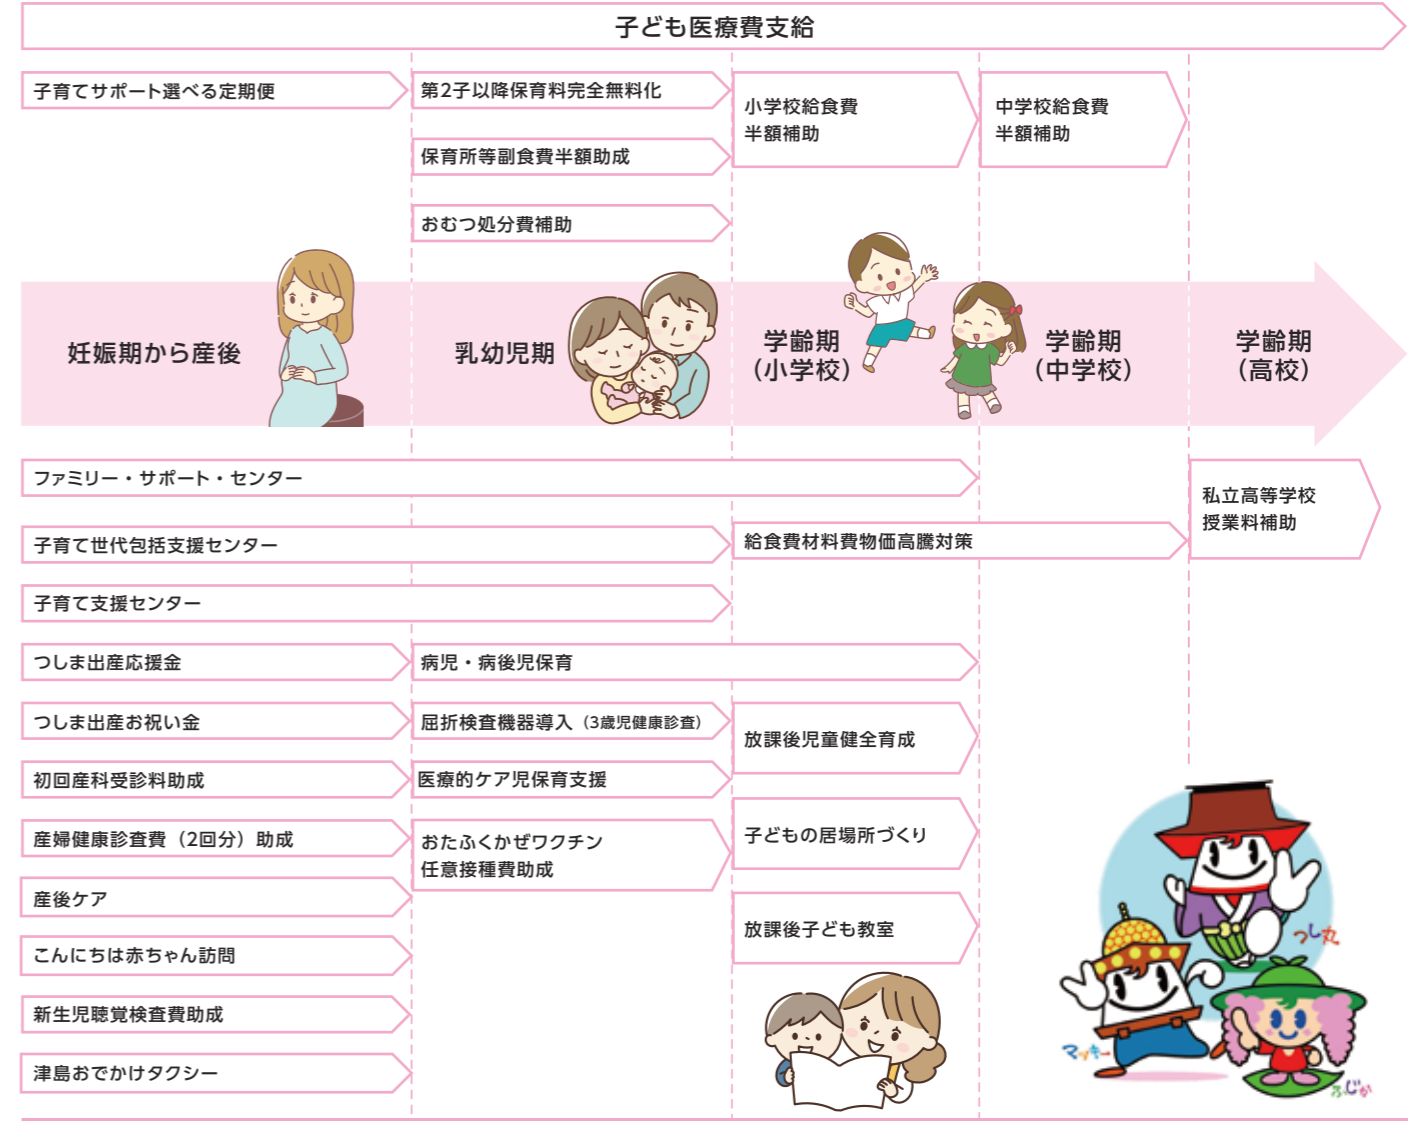 子ども医療費支給
子育てサポート選べる定期便
第2子以降保育料完全無料化
小学校給食費
半額補助
中学校給食費
半額補助
保育所等副食費半額助成
おむつ処分費補助
妊娠期から産後
乳幼児期
学齢期
（小学校）
学齢期
（中学校）
学齢期
（高校）
ファミリー・サポート・センター
私立高等学校
授業料補助
子育て世代包括支援センター
給食費材料費物価高騰対策
子育て支援センター
つしま出産応援金
病児・病後児保育
つしま出産お祝い金
屈折検査機器導入（3歳児健康診査）
放課後児童健全育成
初回産科受診料助成
医療的ケア児保育支援
産婦健康診査費（2回分）助成
おたふくかぜワクチン
任意接種費助成
子どもの居場所づくり
産後ケア
放課後子ども教室
こんにちは赤ちゃん訪問
新生児聴覚検査費助成
津島おでかけタクシー
つし丸
マッキー
ふじか